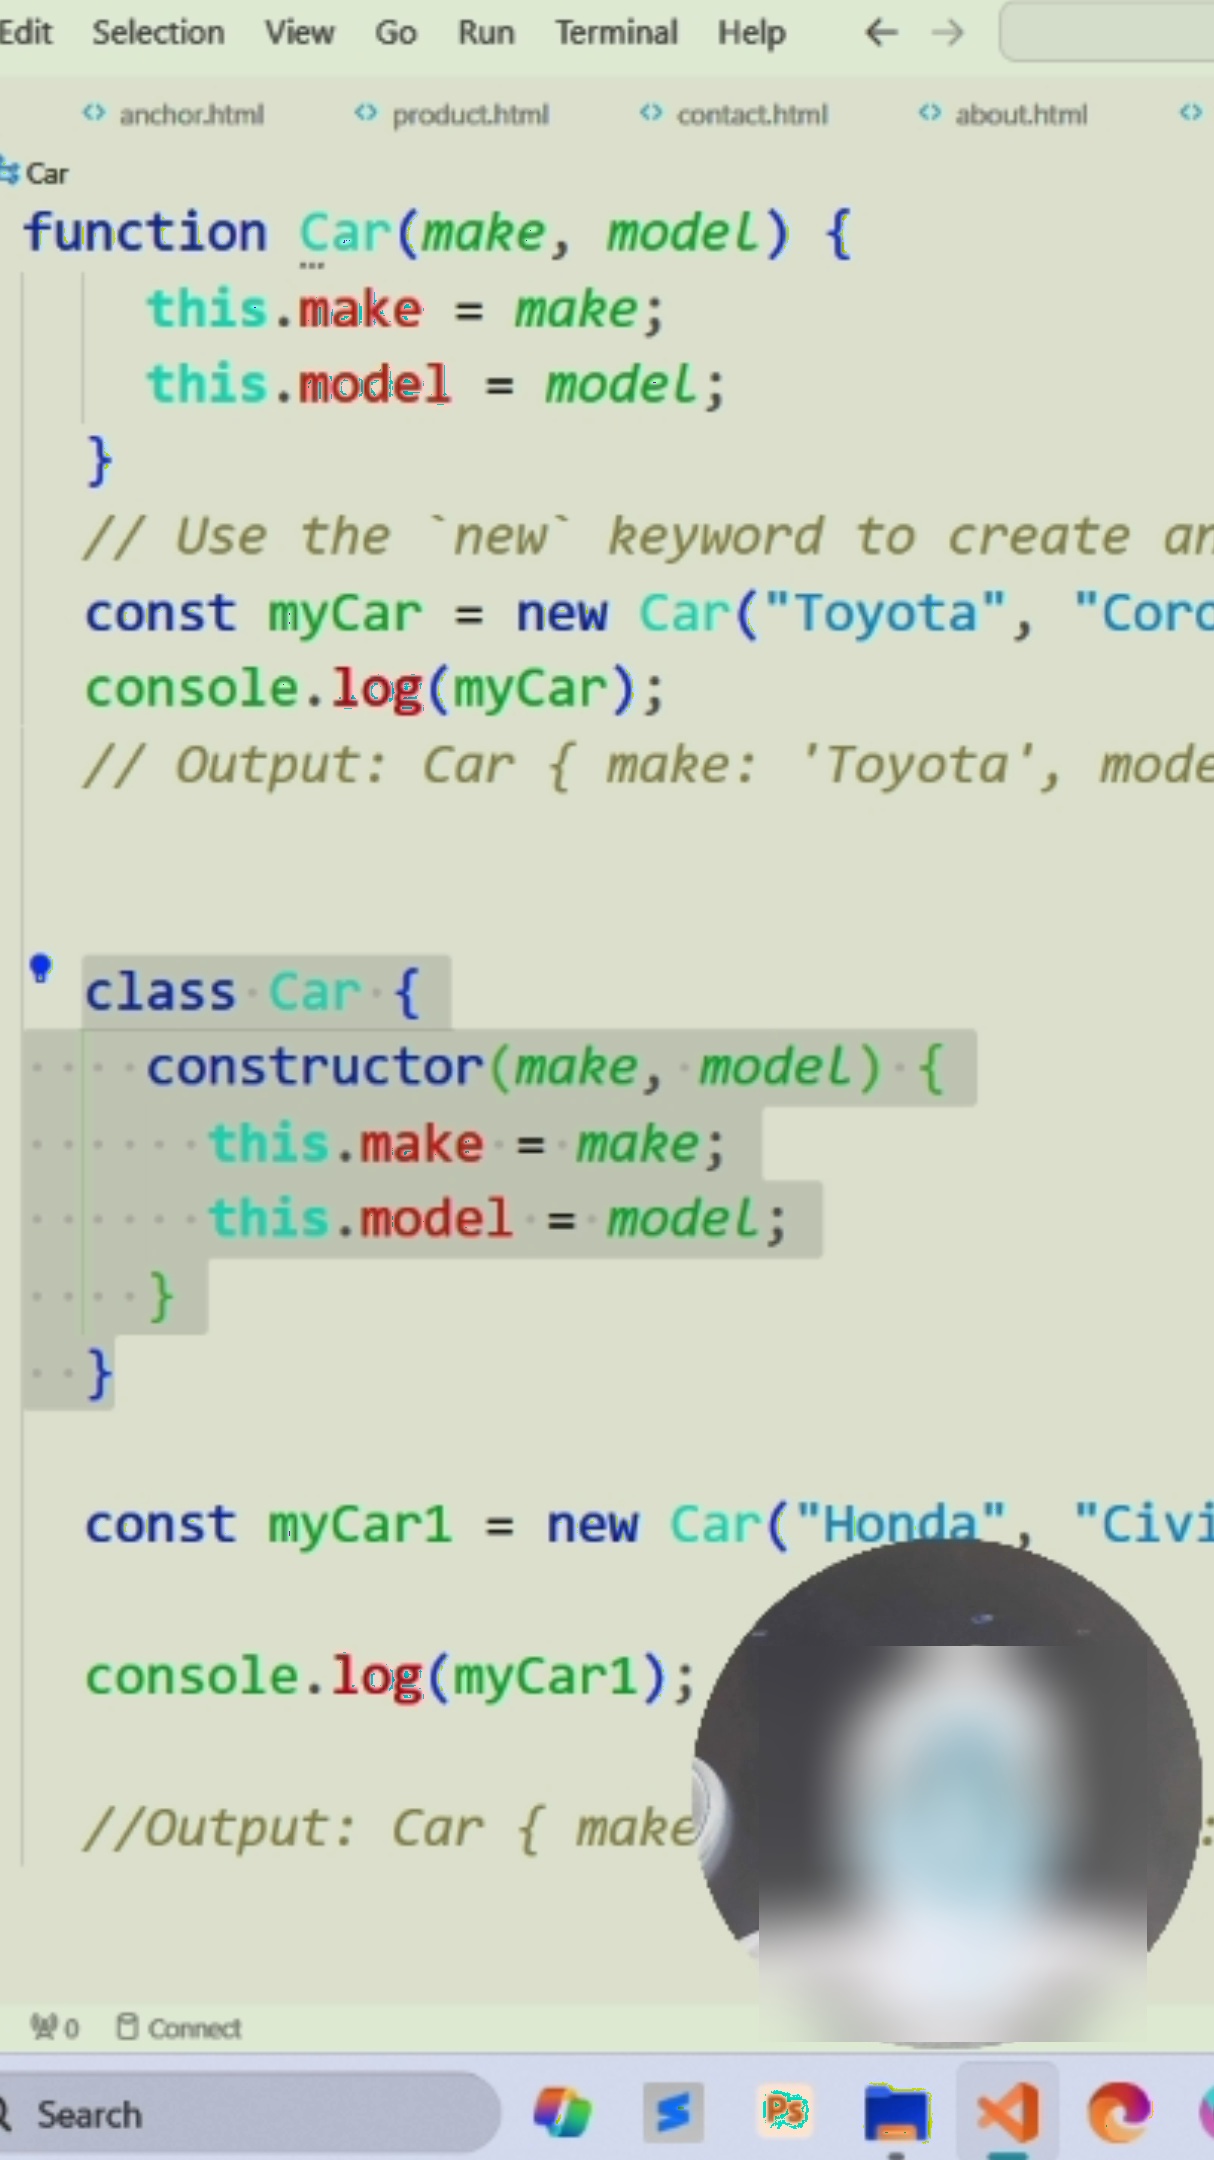 Edit Selection View Go Run Terminal Help
anchor.html product.html contact.html about.html
Car
function Car(make, model) {
this.make = make;
this.model = model;
}
// Use the `new` keyword to create an
const myCar = new Car("Toyota", "Coro
console.log(myCar);
// Output: Car { make: 'Toyota', mode
class Car {
constructor(make, model) {
this.make = make;
this.model = model;
}
}
const myCar1 = new Car("Honda", "Civi
console.log(myCar1);
//Output: Car { make :
0 Connect
Search
Ps